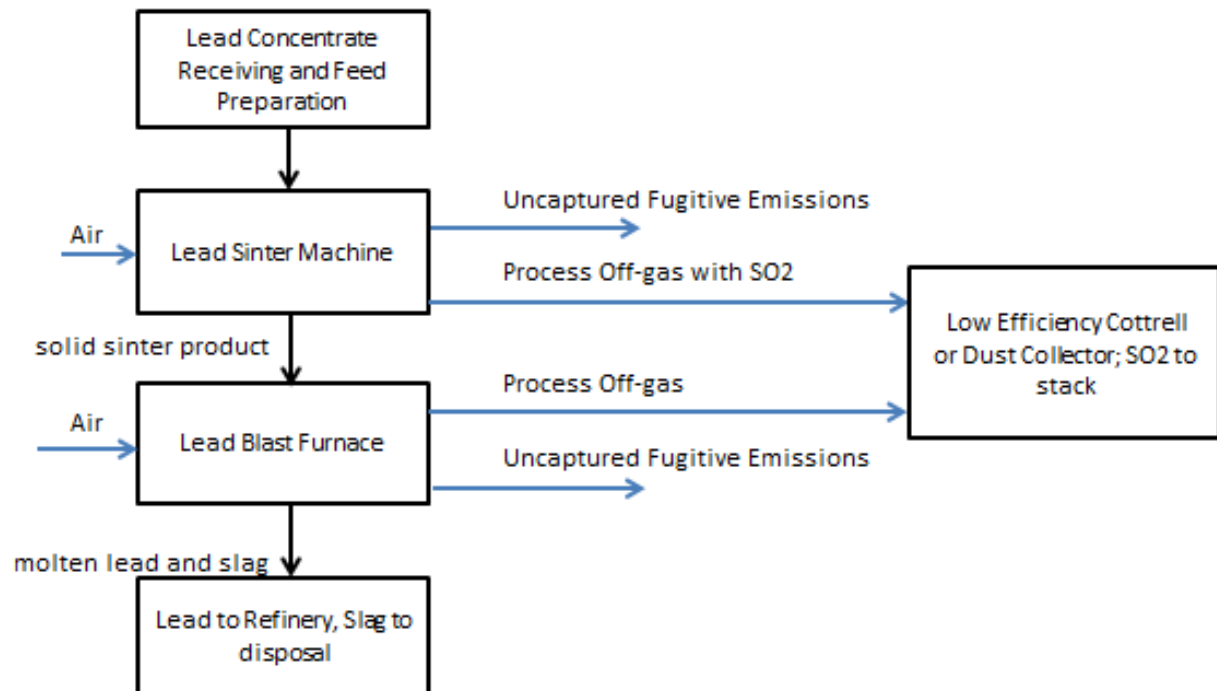 Lead Concentrate
Receiving and Feed
Preparation
Uncaptured Fugitive Emissions
Air
Lead Sinter Machine
Process Off-gas with SO2
Low Efficiency Cottrell
or Dust Collector; SO2 to
stack
solid sinter product
Process Off-gas
Air
Lead Blast Furnace
Uncaptured Fugitive Emissions
molten lead and slag
Lead to Refinery, Slag to
disposal